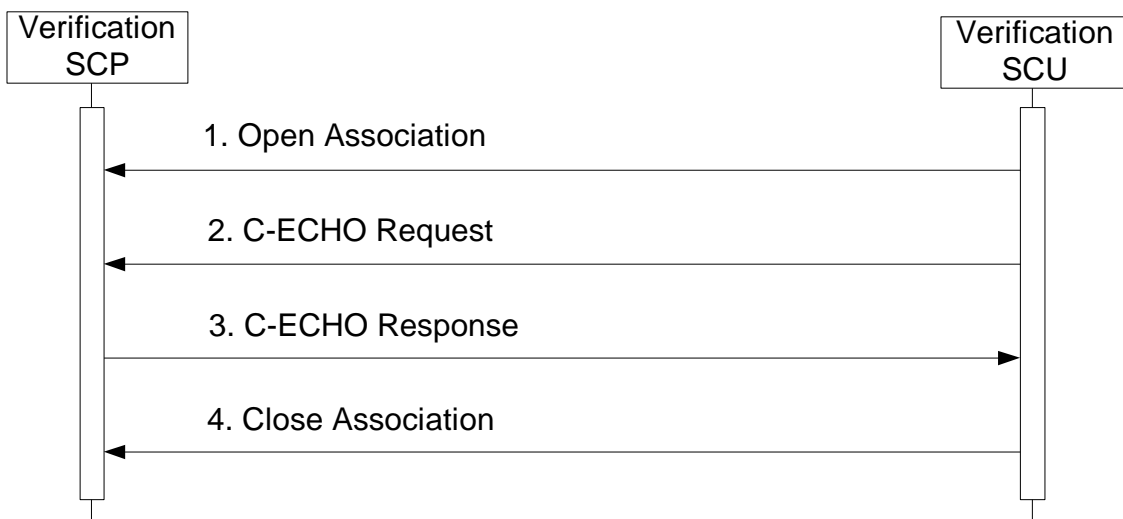 Verification
SCP
Verification
SCU
1. Open Association
2. C-ECHO Request
3. C-ECHO Response
4. Close Association